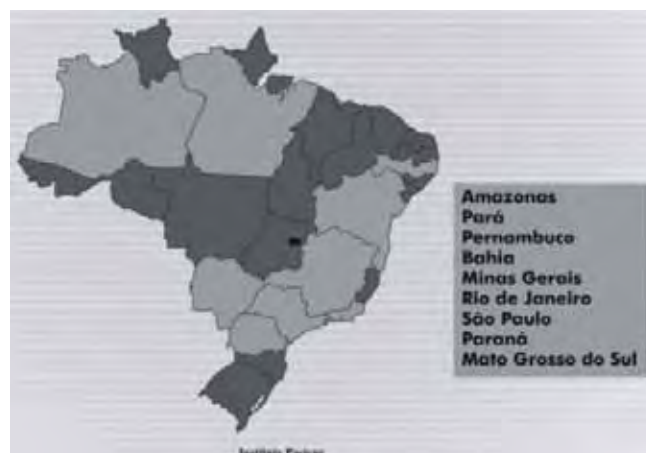 Amazonas
Pará
Pernambuco
Bahia
Minas Gerais
Rio de Janeiro
São Paulo
Paraná
Mato Grosso do Sul